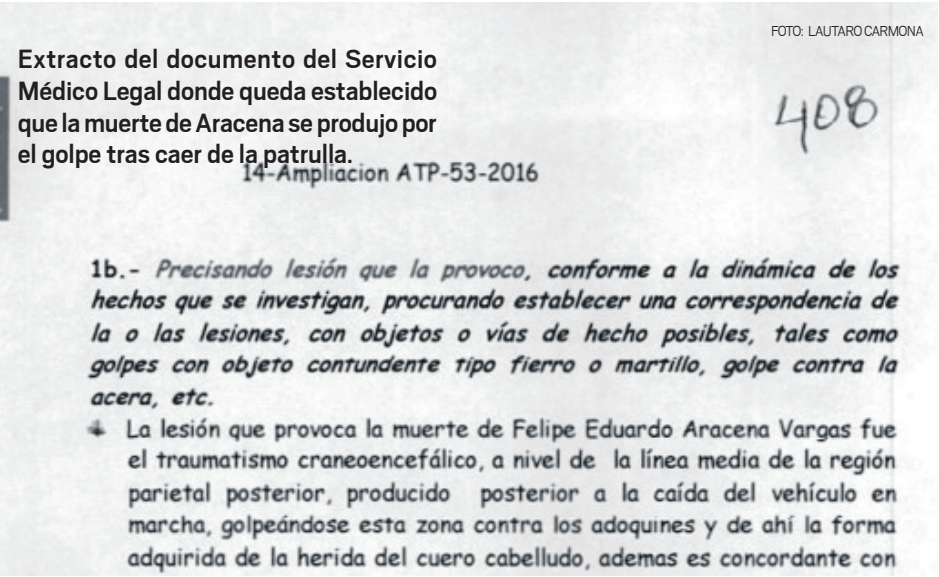 FOTO: LAUTARO CARMONA
Extracto del documento del Servicio
Médico Legal donde queda establecido
que la muerte de Aracena se produjo por
el golpe tras caer de la patrulla.
408
14-Ampliacion ATP-53-2016
1b.- Precisando lesión que la provoco, conforme a la dinámica de los
hechos que se investigan, procurando establecer una correspondencia de
la o las lesiones, con objetos o vías de hecho posibles, tales como
golpes con objeto contundente tipo fierro o martillo, golpe contra la
acera, etc.
La lesión que provoca la muerte de Felipe Eduardo Aracena Vargas fue
el traumatismo craneoencefálico, a nivel de la línea media de la región
parietal posterior, producido posterior a la caída del vehículo en
marcha, golpeándose esta zona contra los adoquines y de ahí la forma
adquirida de la herida del cuero cabelludo, ademas es concordante con